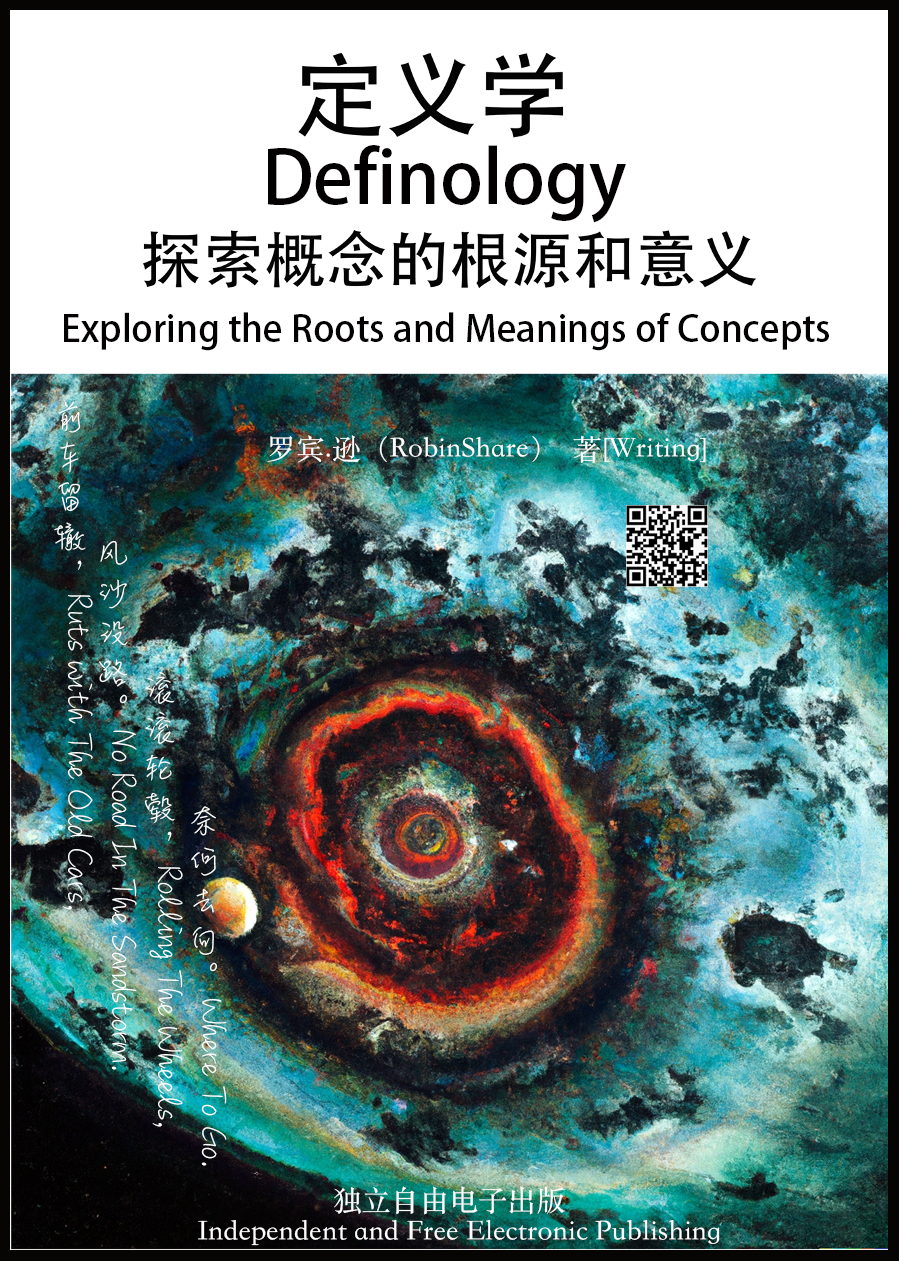 定义学
Definology
探索概念的根源和意义
Exploring the Roots and Meanings of Concepts
罗宾.逊（RobinShare） 著[Writing]
前车留辙，Ruts with The Old Cars,
风沙没路。No Road In The Sandstorm.
滚滚轮毂，Rolling The Wheels,
奈何去向。Where To Go.
独立自由电子出版
Independent and Free Electronic Publishing